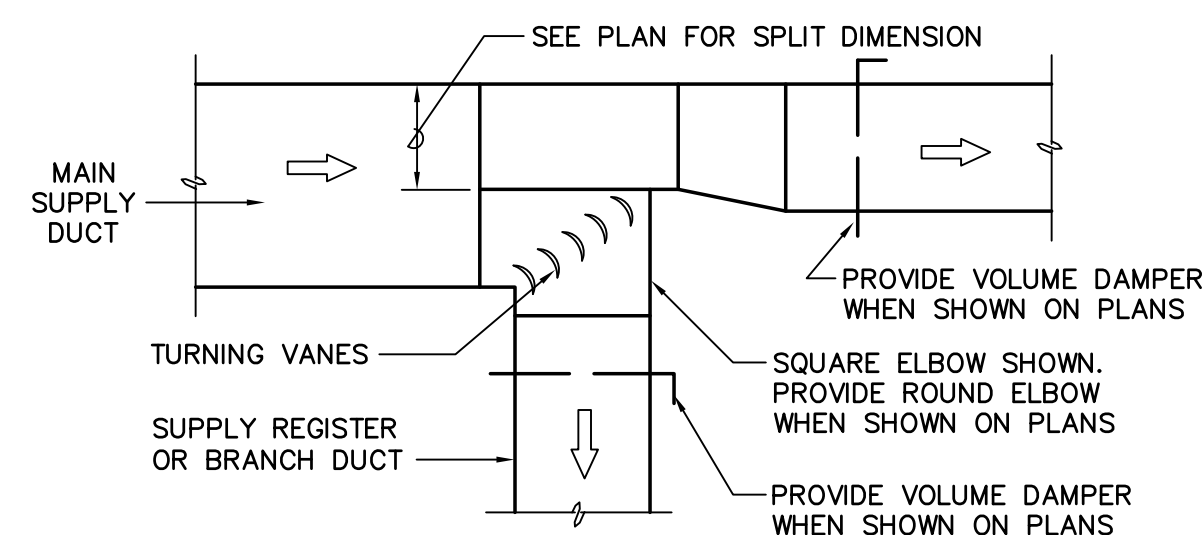 SEE PLAN FOR SPLIT DIMENSION
D
MAIN
SUPPLY
DUCT
PROVIDE VOLUME DAMPER
WHEN SHOWN ON PLANS
TURNING VANES
SQUARE ELBOW SHOWN.
PROVIDE ROUND ELBOW
WHEN SHOWN ON PLANS
SUPPLY REGISTER
OR BRANCH DUCT
PROVIDE VOLUME DAMPER
WHEN SHOWN ON PLANS